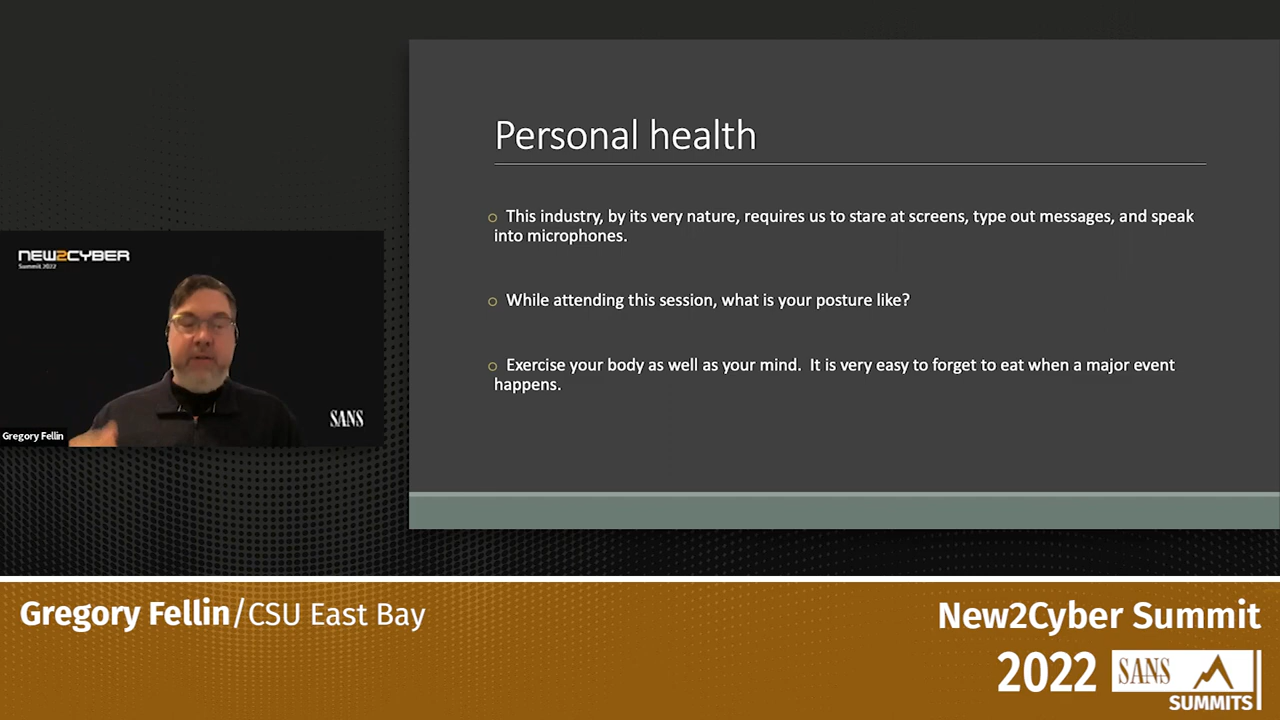 Personal health
This industry, by its very nature, requires us to stare at screens, type out messages, and speak
into microphones.
While attending this session, what is your posture like?
Exercise your body as well as your mind.  It is very easy to forget to eat when a major event
happens.
NEW2CYBER
Summit 2022
SANS
Gregory Fellin
Gregory Fellin/CSU East Bay
New2Cyber Summit
2022
SANS
SUMMITS